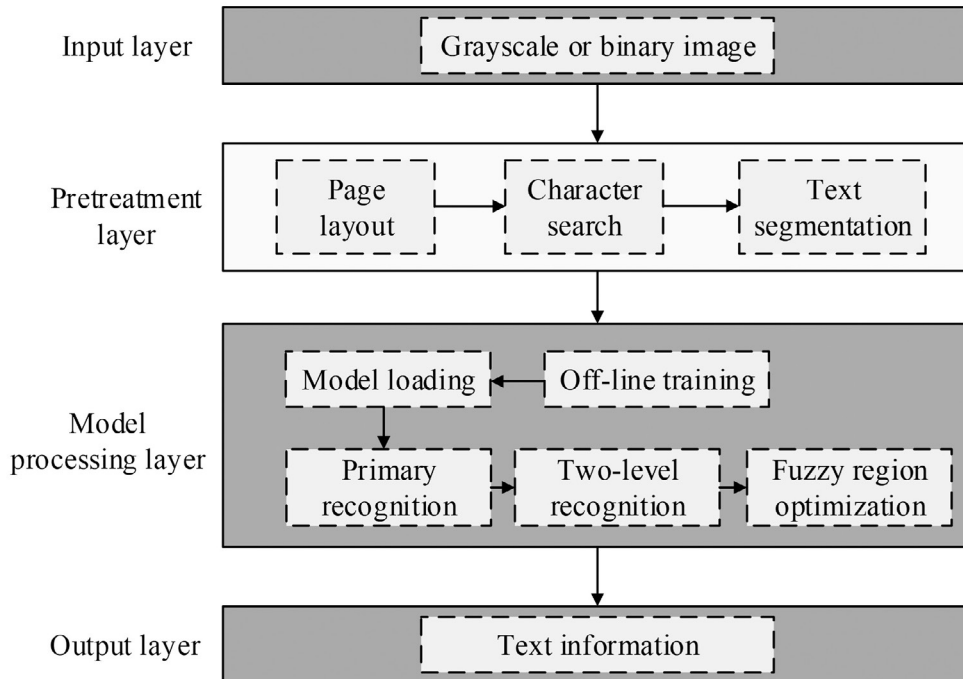 Input layer
Grayscale or binary image
Pretreatment
layer
Page
layout
Character
search
Text
segmentation
Model
processing layer
Model loading
Off-line training
Primary
recognition
Two-level
recognition
Fuzzy region
optimization
Output layer
Text information